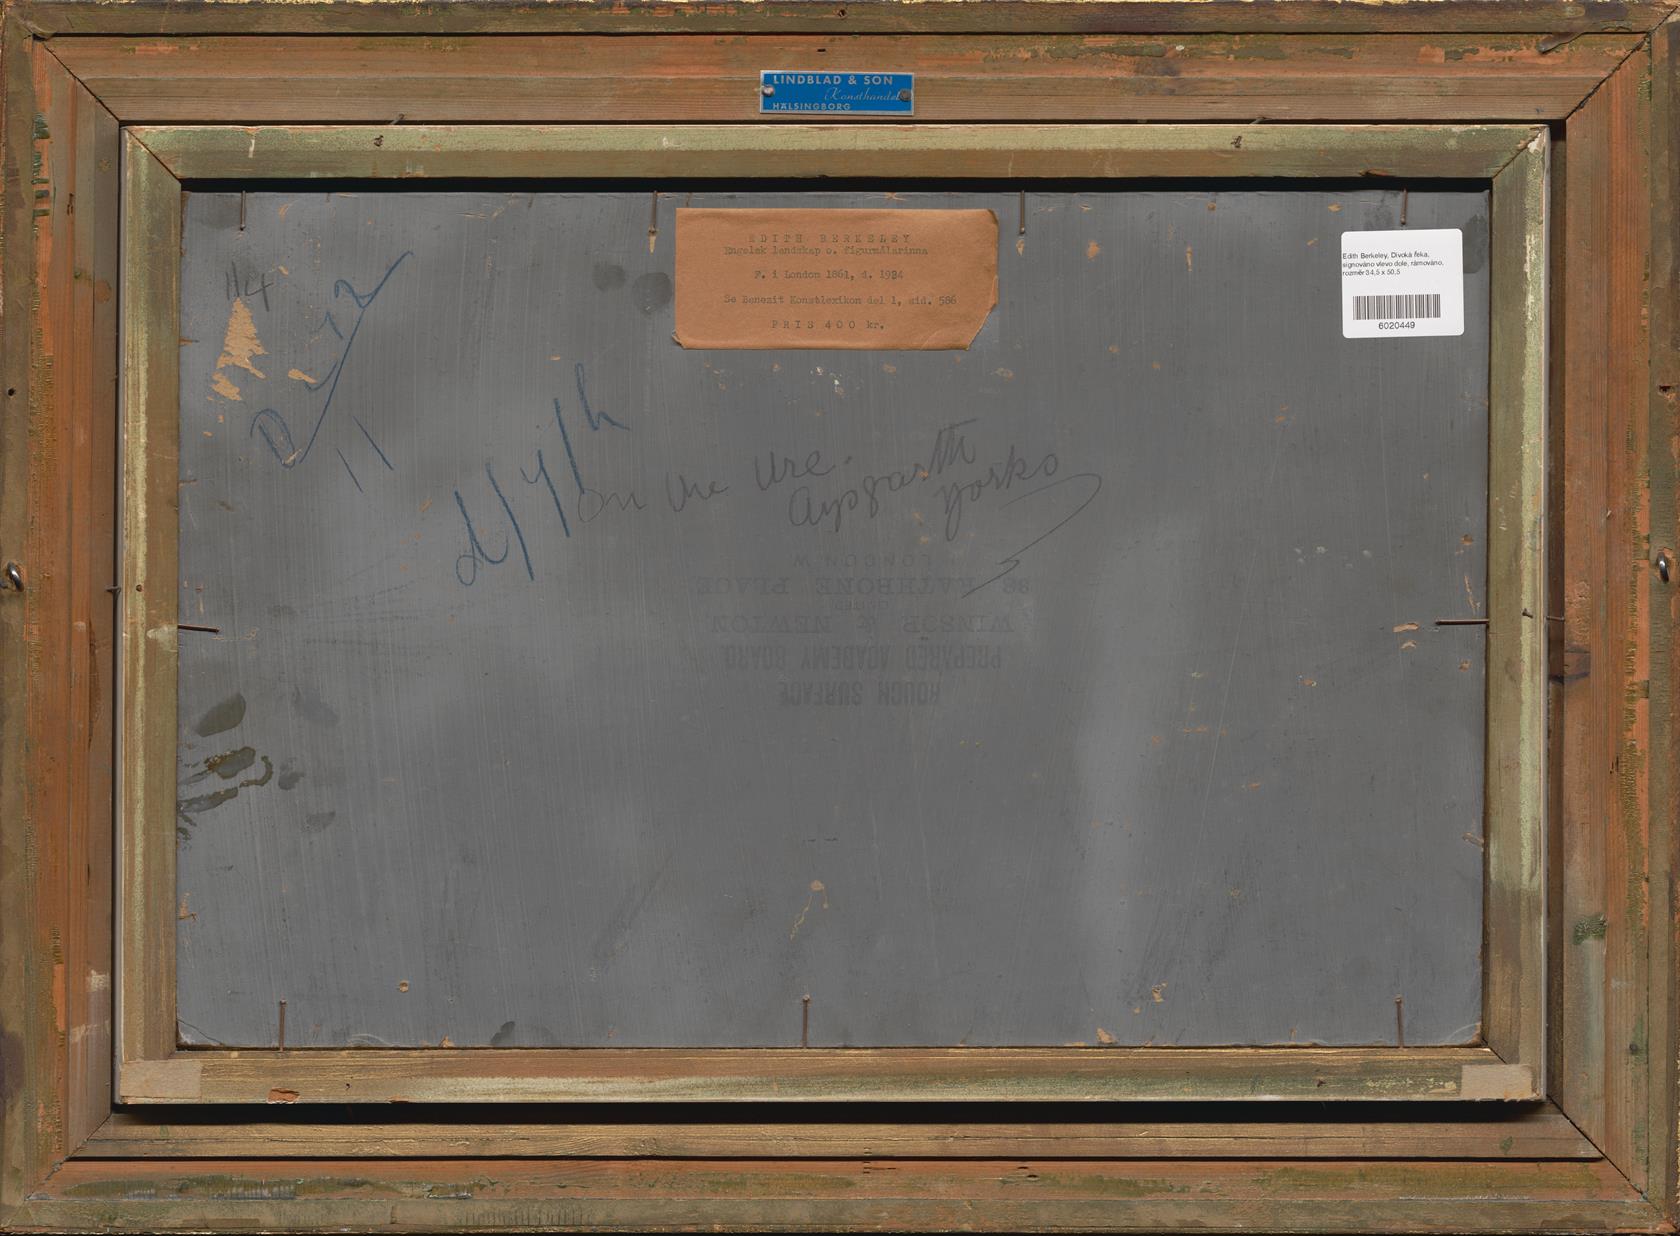 LINDBLAD & SON
Konsthandel
HÄLSINGBORG
EDITH BERKELEY
Engelsk landskap o. figurmålarinna
F. i London 1861, d. 1934
Se Benezit Konstlexikon del 1, sid. 586
PRIS 400 kr.
Edith Berkeley, Divoká řeka,
signováno vlevo dole, rámováno,
rozměr 34,5 x 50,5
6020449
on the Ure.
Aysgarth
Yorks
ROUGH SURFACE
PREPARED ACADEMY BOARD
WINSOR & NEWTON
LIMITED
38 RATHBONE PLACE
LONDON.W.